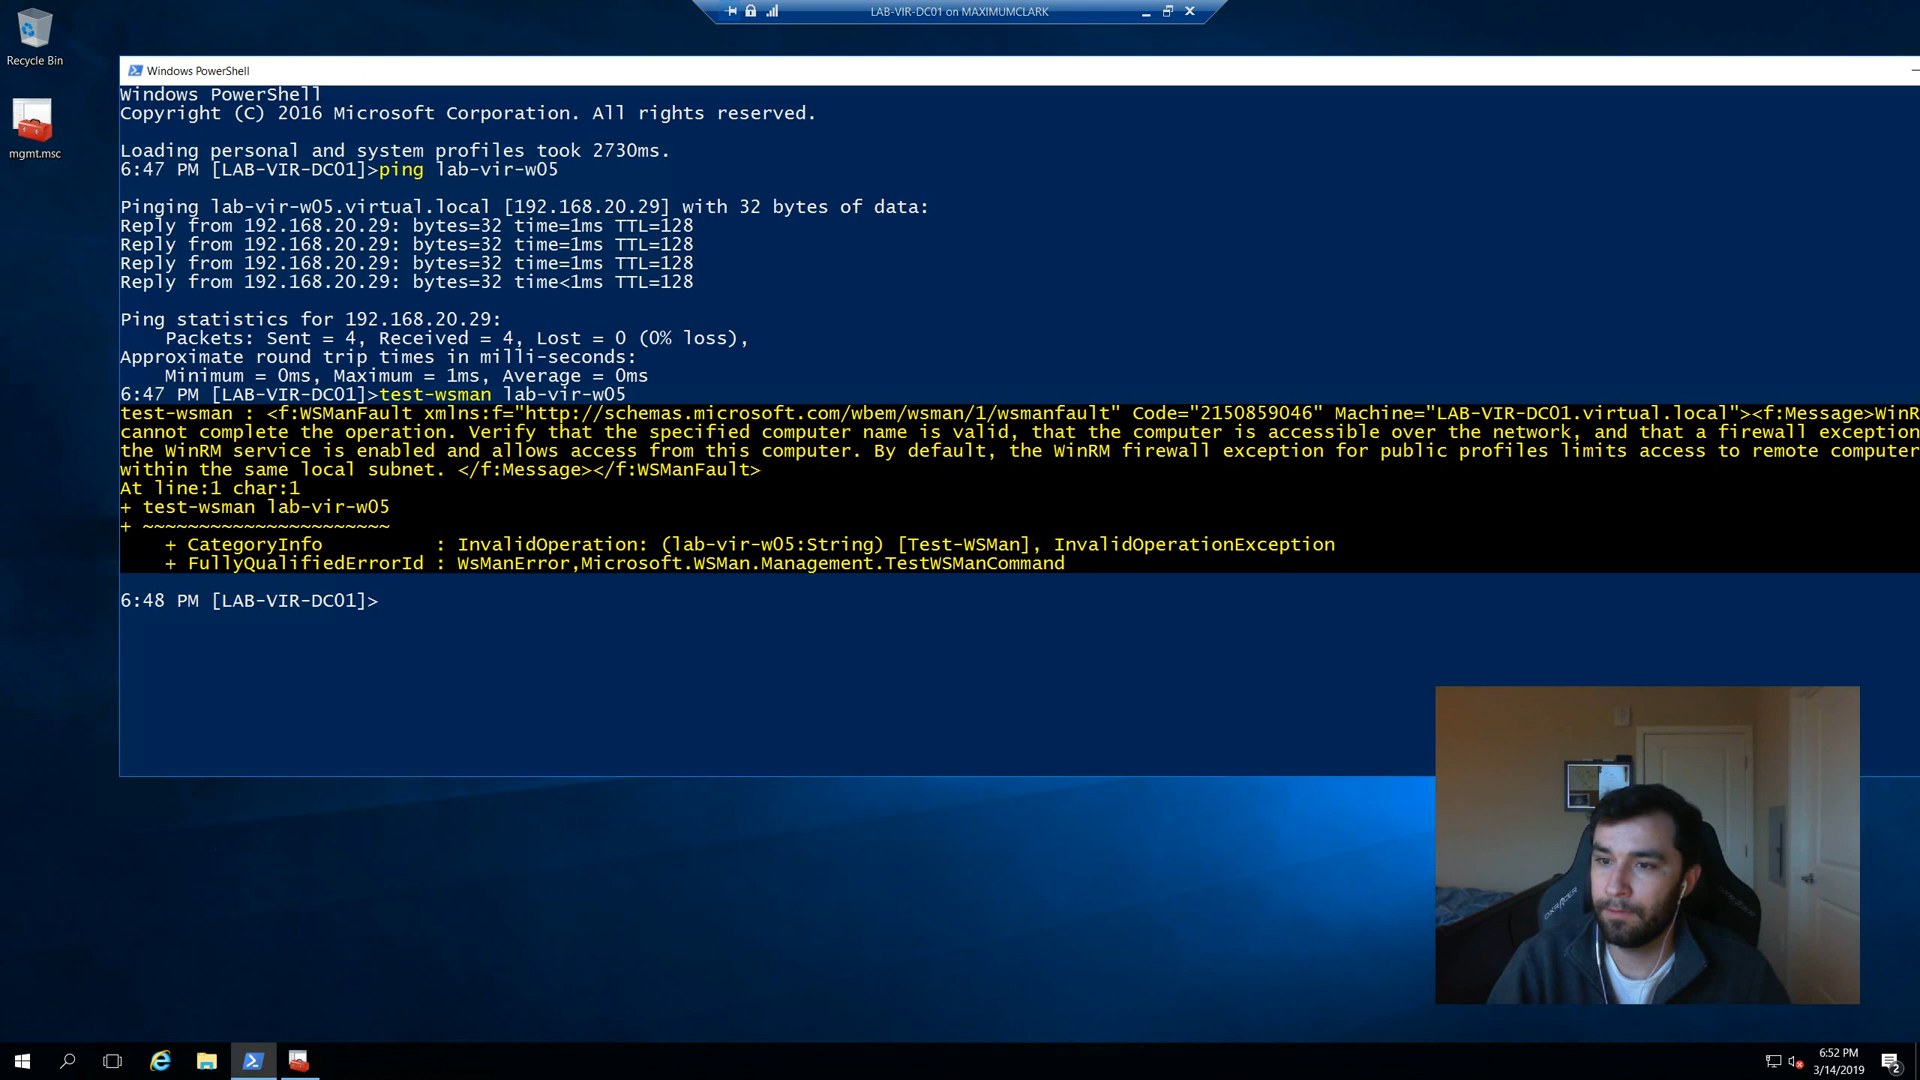 LAB-VIR-DC01 on MAXIMUMCLARK
Recycle Bin
mgmt.msc
Windows PowerShell
Windows PowerShell
Copyright (C) 2016 Microsoft Corporation. All rights reserved.
Loading personal and system profiles took 2730ms.
6:47 PM [LAB-VIR-DC01]>ping lab-vir-w05
Pinging lab-vir-w05.virtual.local [192.168.20.29] with 32 bytes of data:
Reply from 192.168.20.29: bytes=32 time=1ms TTL=128
Reply from 192.168.20.29: bytes=32 time=1ms TTL=128
Reply from 192.168.20.29: bytes=32 time=1ms TTL=128
Reply from 192.168.20.29: bytes=32 time<1ms TTL=128
Ping statistics for 192.168.20.29:
Packets: Sent = 4, Received = 4, Lost = 0 (0% loss),
Approximate round trip times in milli-seconds:
Minimum = 0ms, Maximum = 1ms, Average = 0ms
6:47 PM [LAB-VIR-DC01]>test-wsman lab-vir-w05
test-wsman : <f:WSManFault xmlns:f="http://schemas.microsoft.com/wbem/wsman/1/wsmanfault" Code="2150859046" Machine="LAB-VIR-DC01.virtual.local"><f:Message>WinR
cannot complete the operation. Verify that the specified computer name is valid, that the computer is accessible over the network, and that a firewall exception
the WinRM service is enabled and allows access from this computer. By default, the WinRM firewall exception for public profiles limits access to remote computer
within the same local subnet. </f:Message></f:WSManFault>
At line:1 char:1
+ test-wsman lab-vir-w05
+ ~~~~~~~~~~~~~~~~~~~~~~
+ CategoryInfo : InvalidOperation: (lab-vir-w05:String) [Test-WSMan], InvalidOperationException
+ FullyQualifiedErrorId : WsManError,Microsoft.WSMan.Management.TestWSManCommand
6:48 PM [LAB-VIR-DC01]>
OXRACER
6:52 PM
3/14/2019
2